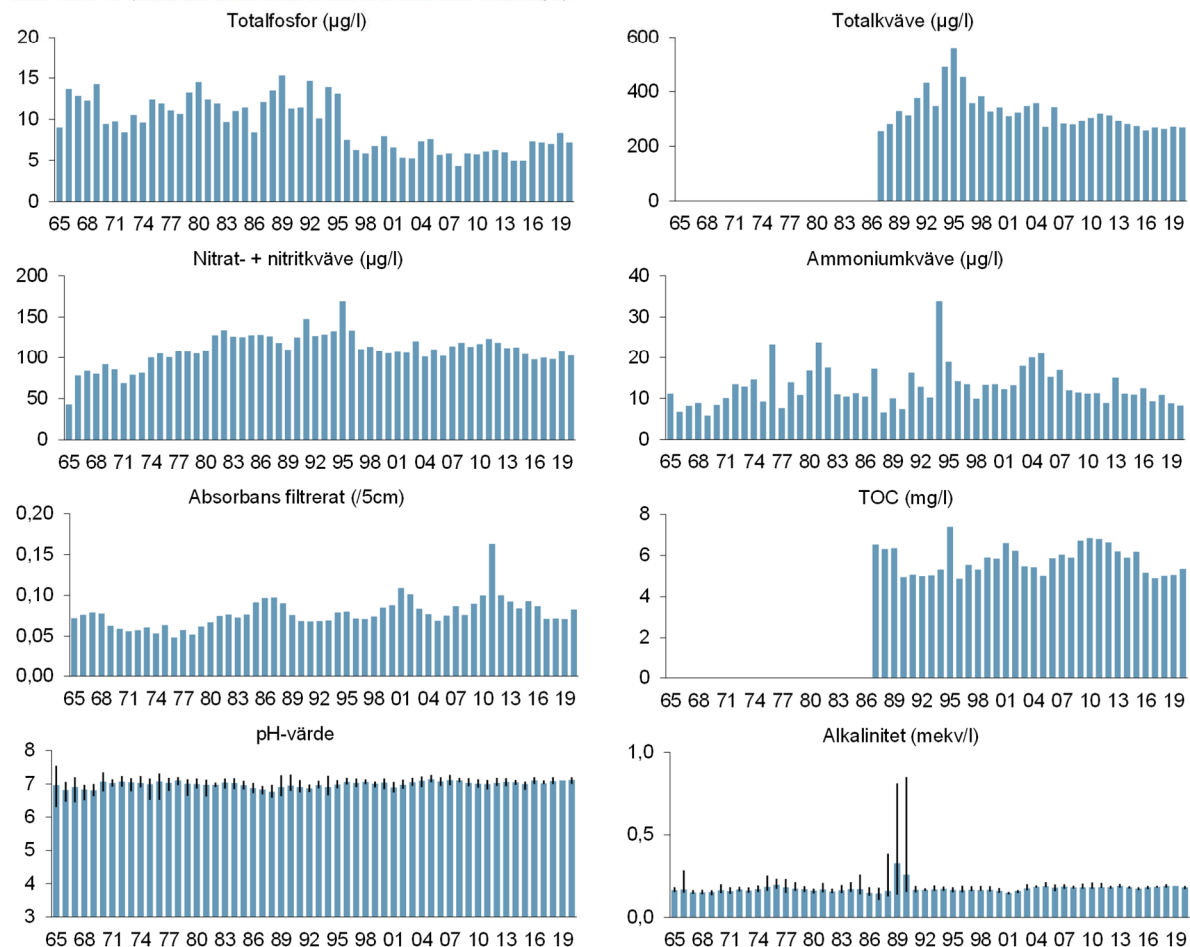 Totalfosfor (µg/l)
20
15
10
5
0
65 68 71 74 77 80 83 86 89 92 95 98 01 04 07 10 13 16 19
Totalkväve (µg/l)
600
400
200
0
65 68 71 74 77 80 83 86 89 92 95 98 01 04 07 10 13 16 19
Nitrat- + nitritkväve (µg/l)
200
150
100
50
0
65 68 71 74 77 80 83 86 89 92 95 98 01 04 07 10 13 16 19
Ammoniumkväve (µg/l)
40
30
20
10
0
65 68 71 74 77 80 83 86 89 92 95 98 01 04 07 10 13 16 19
Absorbans filtrerat (/5cm)
0,20
0,15
0,10
0,05
0,00
65 68 71 74 77 80 83 86 89 92 95 98 01 04 07 10 13 16 19
TOC (mg/l)
8
6
4
2
0
65 68 71 74 77 80 83 86 89 92 95 98 01 04 07 10 13 16 19
pH-värde
8
7
6
5
4
3
65 68 71 74 77 80 83 86 89 92 95 98 01 04 07 10 13 16 19
Alkalinitet (mekv/l)
1,0
0,5
0,0
65 68 71 74 77 80 83 86 89 92 95 98 01 04 07 10 13 16 19